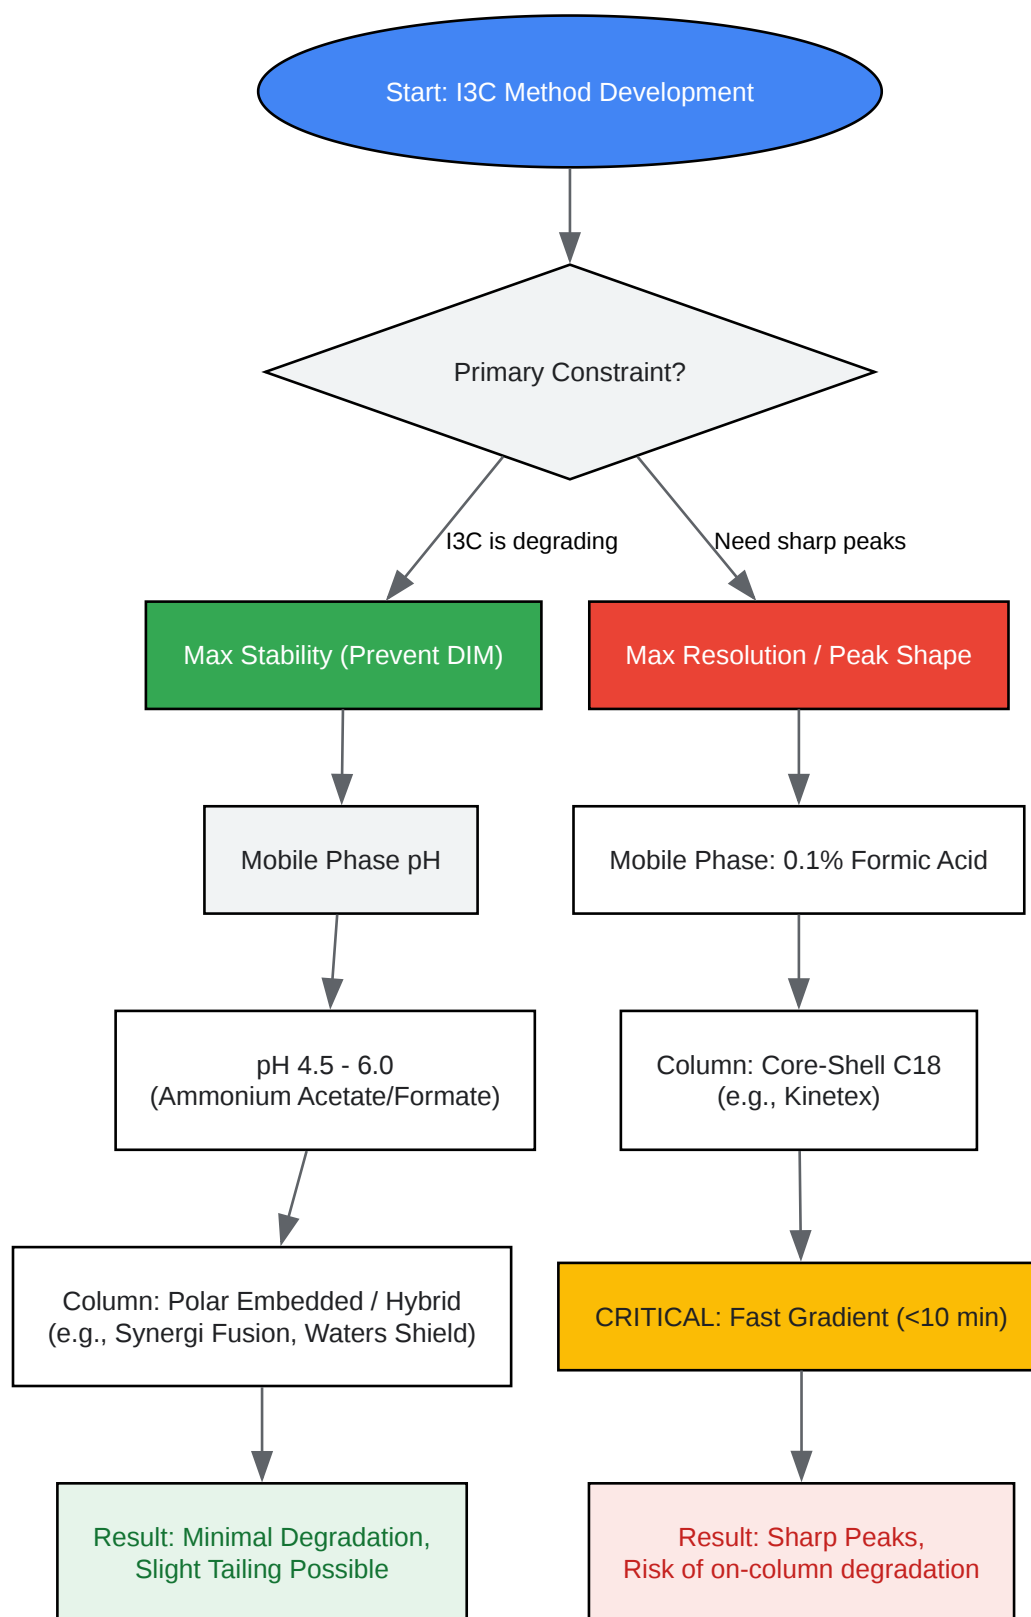 Start: I3C Method Development
Primary Constraint?
I3C is degrading
Need sharp peaks
Max Stability (Prevent DIM)
Max Resolution / Peak Shape
Mobile Phase pH
Mobile Phase: 0.1% Formic Acid
pH 4.5 - 6.0
(Ammonium Acetate/Formate)
Column: Core-Shell C18
(e.g., Kinetex)
Column: Polar Embedded / Hybrid
(e.g., Synergi Fusion, Waters Shield)
CRITICAL: Fast Gradient (<10 min)
Result: Minimal Degradation,
Slight Tailing Possible
Result: Sharp Peaks,
Risk of on-column degradation